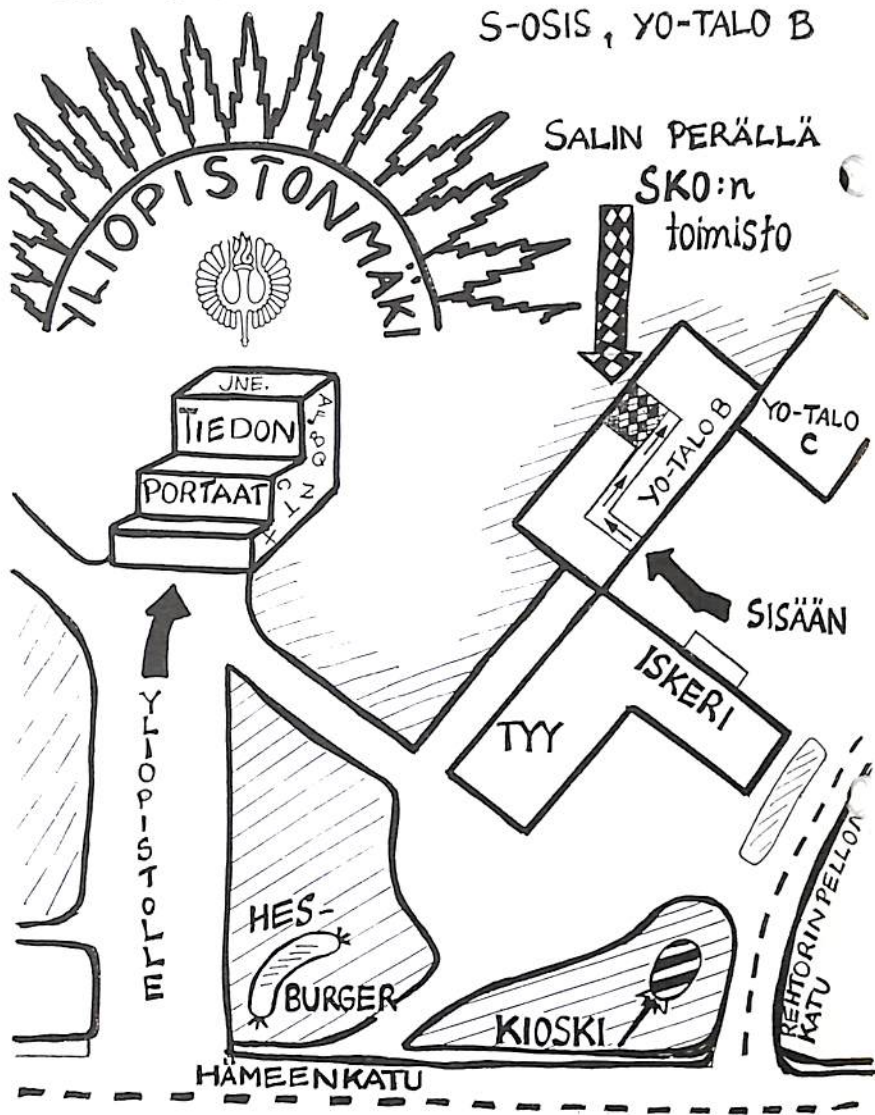 S-OSIS, YO-TALO B
SALIN PERÄLLÄ
SKO:n
toimisto
YLIOPISTONMÄKI
JNE.
TIEDON
PORTAAT
YO-TALO B
YO-TALO
C
SISÄÄN
ISKERI
TYY
YLIOPISTOLLE
HES-
BURGER
KIOSKI
REHTORINPELLON
KATU
HÄMEENKATU